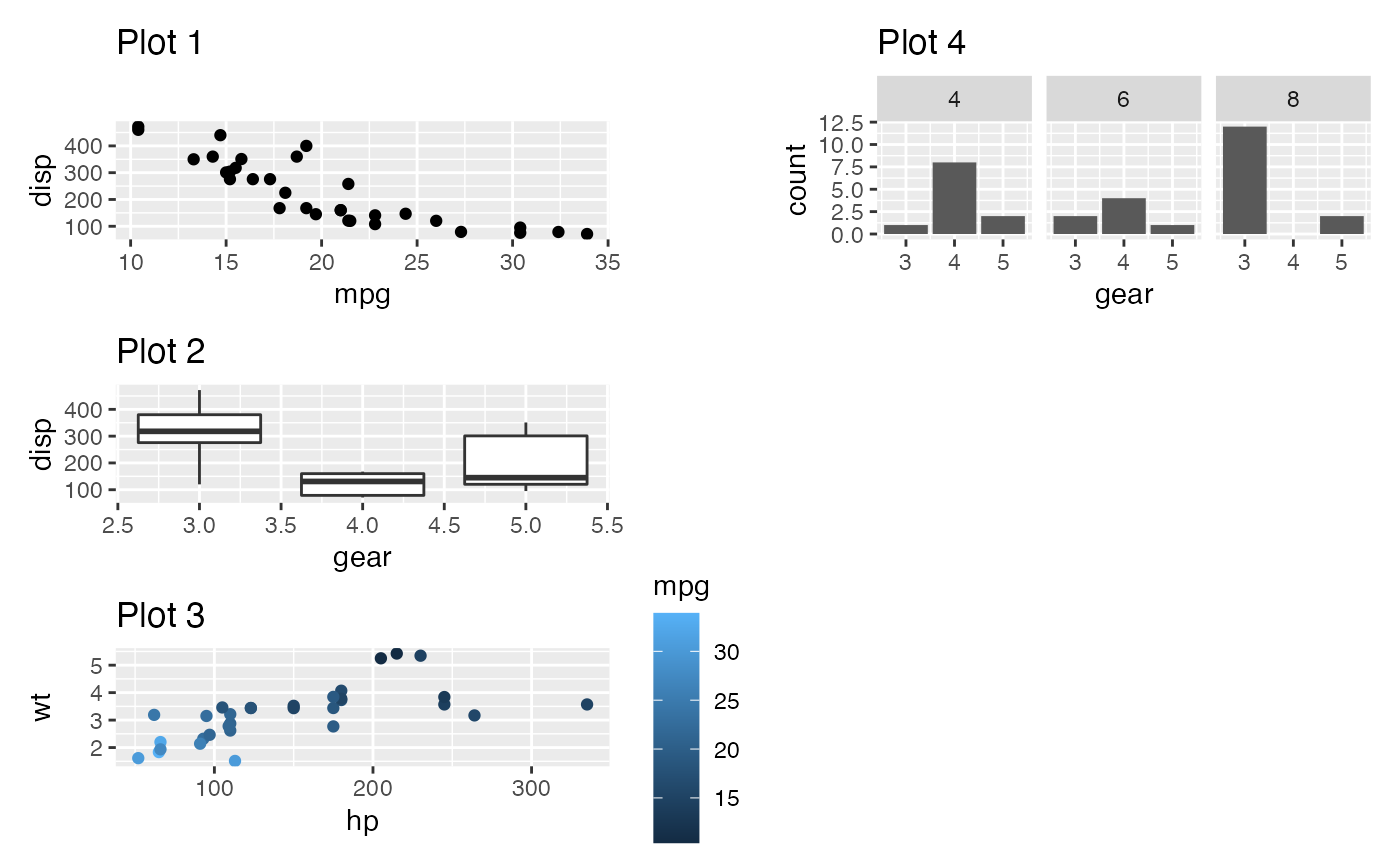 Plot 1
disp
400
300
200
100
10 15 20 25 30 35
mpg
Plot 4
4 6 8
count
12.5
10.0
7.5
5.0
2.5
0.0
3 4 5 3 4 5 3 4 5
gear
Plot 2
disp
400
300
200
100
2.5 3.0 3.5 4.0 4.5 5.0 5.5
gear
Plot 3
wt
5
4
3
2
100 200 300
hp
mpg
30
25
20
15